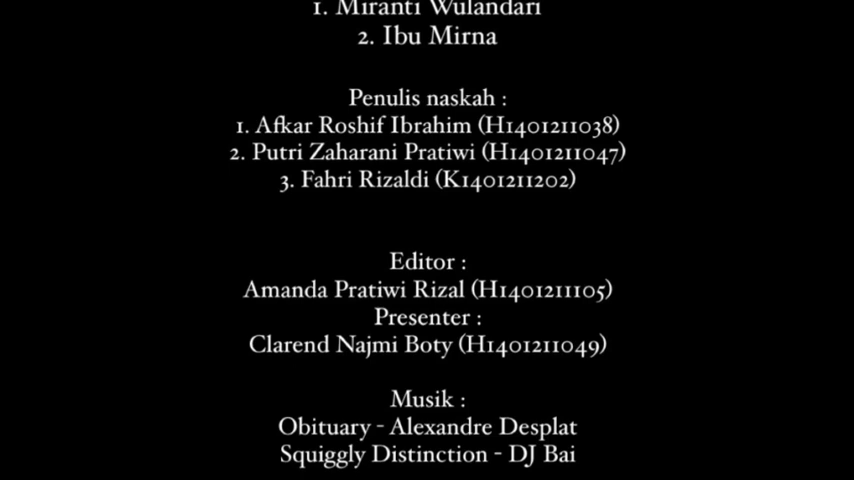 1. Miranti Wulandari
2. Ibu Mirna
Penulis naskah :
1. Afkar Roshif Ibrahim (H1401211038)
2. Putri Zaharani Pratiwi (H1401211047)
3. Fahri Rizaldi (K1401211202)
Editor :
Amanda Pratiwi Rizal (H1401211105)
Presenter :
Clarend Najmi Boty (H1401211049)
Musik :
Obituary - Alexandre Desplat
Squiggly Distinction - DJ Bai